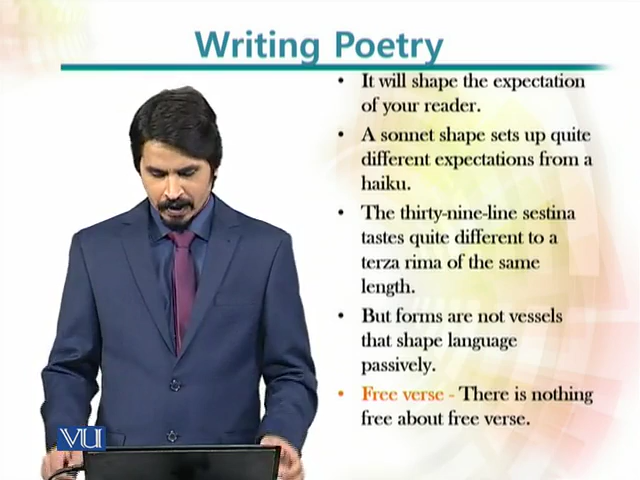 Writing Poetry
• It will shape the expectation
of your reader.
• A sonnet shape sets up quite
different expectations from a
haiku.
• The thirty-nine-line sestina
tastes quite different to a
terza rima of the same
length.
• But forms are not vessels
that shape language
passively.
• Free verse - There is nothing
free about free verse.
VU